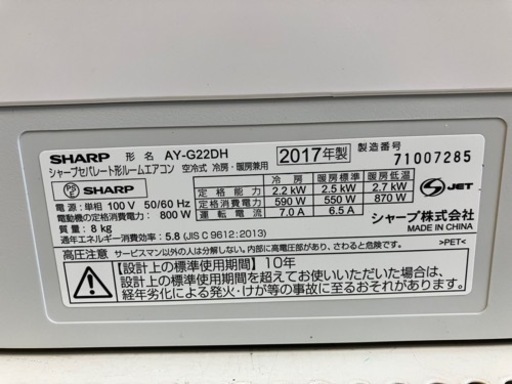 SHARP 形 名 AY-G22DH 2017年製 製造番号
シャープセパレート形ルームエアコン 空冷式 冷房・暖房兼用 71007285
PSE SHARP 冷 房 暖房標準 暖房低温
電源:単相 100 V 50/60 Hz 定 格 能 力 2.2 kW 2.5 kW 2.7 kW JET
電動機の定格消費電力: 800 W 定格消費電力 590 W 550 W 870 W
質量: 8 kg 運 転 電 流 7.0 A 6.5 A シャープ株式会社
通年エネルギー消費効率: 5.8 (JIS C 9612:2013) MADE IN CHINA
高圧注意 サービスマン以外の人は分解しない。内部に高電圧部があり、さわると危険です。 >PET<
【設計上の標準使用期間】10年
設計上の標準使用期間を超えてお使いいただいた場合は、
経年劣化による発火・けが等の事故に至るおそれがあります。